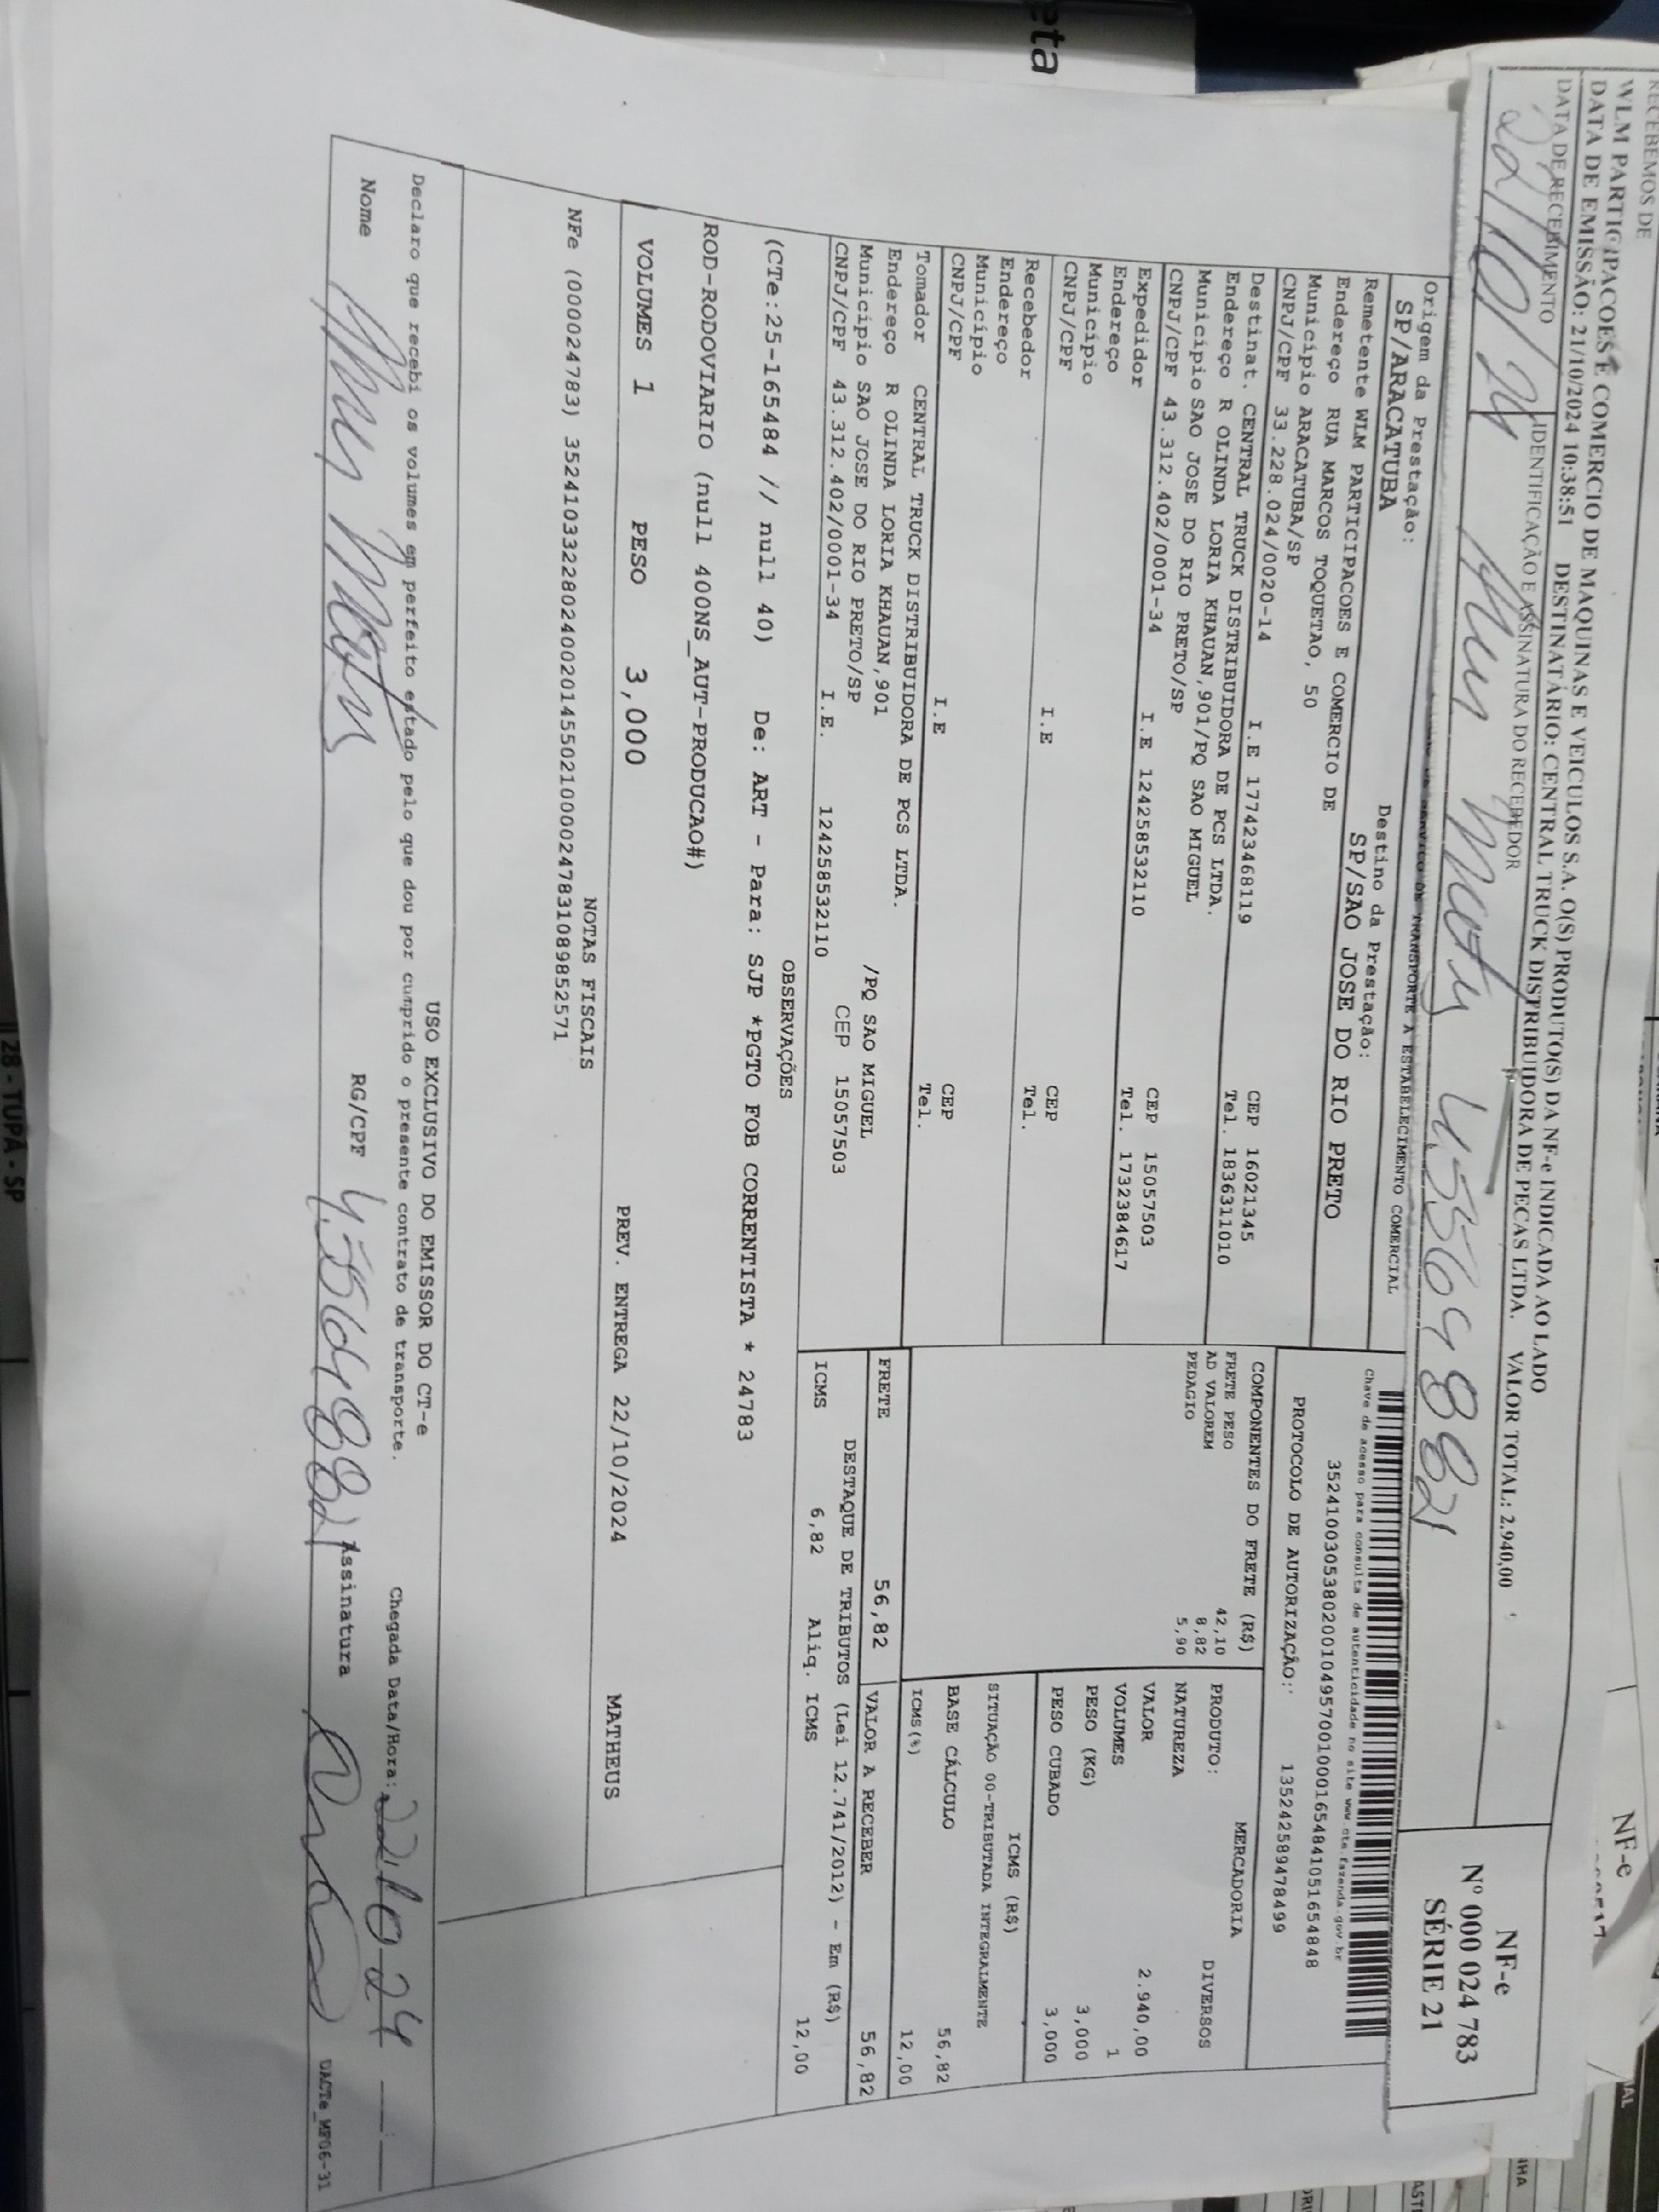 eta
RECEBEMOS DE
WLM PARTICIPACOES E COMERCIO DE MAQUINAS E VEICULOS S.A. O(S) PRODUTO(S) DA NF-e INDICADA AO LADO
DATA DE EMISSÃO: 21/10/2024 10:38:51 DESTINATÁRIO: CENTRAL TRUCK DISTRIBUIDORA DE PECAS LTDA. VALOR TOTAL: 2.940,00
DATA DE RECEBIMENTO
IDENTIFICAÇÃO E ASSINATURA DO RECEBEDOR
22/10/24
NF-e
Nº 000 024 783
SÉRIE 21
NF-e
Origem da Prestação:
SP/ARACATUBA
Destino da Prestação:
SP/SAO JOSE DO RIO PRETO
Remetente WLM PARTICIPACOES E COMERCIO DE
Endereço RUA MARCOS TOQUETAO, 50
Município ARACATUBA/SP
CNPJ/CPF 33.228.024/0020-14 I.E 177423468119
CEP 16021345
Tel. 1836311010
Destinat. CENTRAL TRUCK DISTRIBUIDORA DE PCS LTDA.
Endereço R OLINDA LORIA KHAUAN,901/PQ SAO MIGUEL
Município SAO JOSE DO RIO PRETO/SP
CNPJ/CPF 43.312.402/0001-34 I.E 124258532110
CEP 15057503
Tel. 1732384617
Expedidor
Endereço
Município
CNPJ/CPF I.E
CEP
Tel.
Recebedor
Endereço
Município
CNPJ/CPF I.E
CEP
Tel.
Tomador CENTRAL TRUCK DISTRIBUIDORA DE PCS LTDA.
Endereço R OLINDA LORIA KHAUAN,901 /PQ SAO MIGUEL
Município SAO JOSE DO RIO PRETO/SP CEP 15057503
CNPJ/CPF 43.312.402/0001-34 I.E. 124258532110
Chave de acesso para consulta de autenticidade no site www.cte.fazenda.gov.br
35241003053802001049570010001654841051654848
PROTOCOLO DE AUTORIZAÇÃO: 135242589478499
COMPONENTES DO FRETE (R$)
FRETE PESO 42,10
AD VALOREM 8,82
PEDAGIO 5,90
MERCADORIA
PRODUTO: DIVERSOS
NATUREZA
VALOR 2.940,00
VOLUMES 1
PESO (KG) 3,000
PESO CUBADO 3,000
ICMS (R$)
SITUAÇÃO 00-TRIBUTADA INTEGRALMENTE
BASE CÁLCULO 56,82
ICMS(%) 12,00
FRETE 56,82 VALOR A RECEBER 56,82
DESTAQUE DE TRIBUTOS (Lei 12.741/2012) - Em (R$)
ICMS 6,82 Aliq. ICMS 12,00
OBSERVAÇÕES
(CTe:25-165484 // null 40) De: ART - Para: SJP *PGTO FOB CORRENTISTA * 24783
ROD-RODOVIARIO (null 400NS_AUT-PRODUCAO#)
VOLUMES 1 PESO 3,000 PREV. ENTREGA 22/10/2024 MATHEUS
NOTAS FISCAIS
NFe (000024783) 35241033228024002014550210000247831089852571
USO EXCLUSIVO DO EMISSOR DO CT-e
Declaro que recebi os volumes em perfeito estado pelo que dou por cumprido o presente contrato de transporte.
Chegada Data/Hora: 22-10-24
Nome
RG/CPF
Assinatura
DACTe_MF06-31
28 - TUPÃ - SP